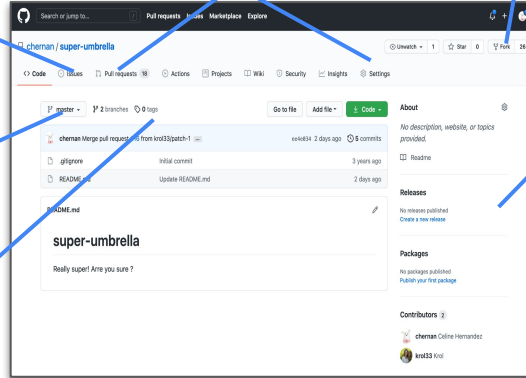 Search or jump to... / Pull requests Issues Marketplace Explore
chernan / super-umbrella Unwatch 1 Star 0 Fork 26
Code Issues Pull requests 18 Actions Projects Wiki Security Insights Settings
master 2 branches 0 tags Go to file Add file Code
About
No description, website, or topics
provided.
Readme
chernan Merge pull request from krol33/patch-1 ... ee4e834 2 days ago 5 commits
.gitignore Initial commit 3 years ago
README.md Update README.md 2 days ago
README.md
super-umbrella
Really super! Arre you sure ?
Releases
No releases published
Create a new release
Packages
No packages published
Publish your first package
Contributors 2
chernan Celine Hernandez
krol33 Krol